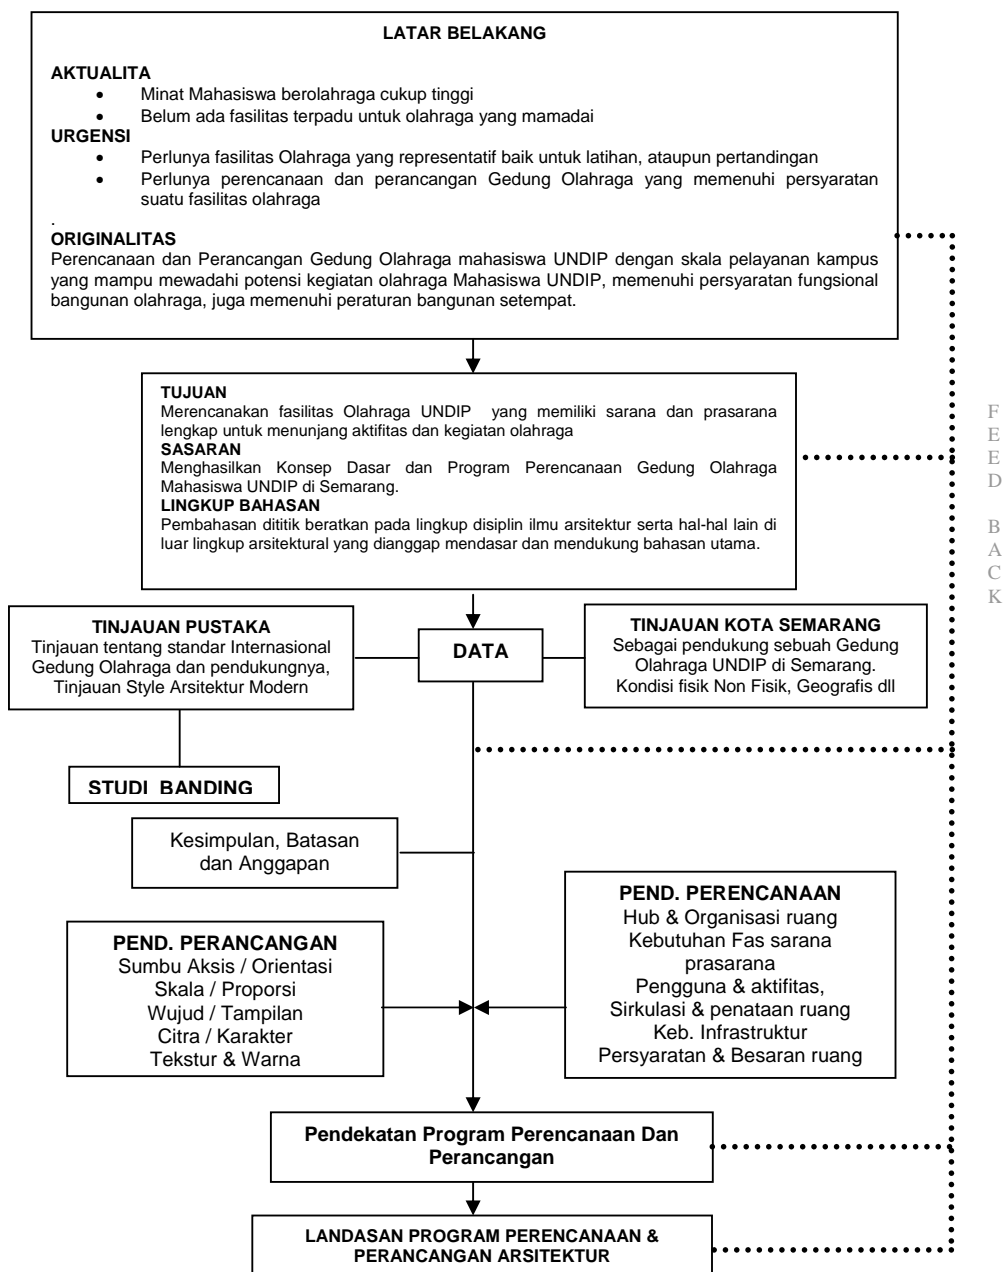 LATAR BELAKANG
AKTUALITA
• Minat Mahasiswa berolahraga cukup tinggi
• Belum ada fasilitas terpadu untuk olahraga yang mamadai
URGENSI
• Perlunya fasilitas Olahraga yang representatif baik untuk latihan, ataupun pertandingan
• Perlunya perencanaan dan perancangan Gedung Olahraga yang memenuhi persyaratan
suatu fasilitas olahraga
.
ORIGINALITAS
Perencanaan dan Perancangan Gedung Olahraga mahasiswa UNDIP dengan skala pelayanan kampus
yang mampu mewadahi potensi kegiatan olahraga Mahasiswa UNDIP, memenuhi persyaratan fungsional
bangunan olahraga, juga memenuhi peraturan bangunan setempat.
TUJUAN
Merencanakan fasilitas Olahraga UNDIP yang memiliki sarana dan prasarana
lengkap untuk menunjang aktifitas dan kegiatan olahraga
SASARAN
Menghasilkan Konsep Dasar dan Program Perencanaan Gedung Olahraga
Mahasiswa UNDIP di Semarang.
LINGKUP BAHASAN
Pembahasan dititik beratkan pada lingkup disiplin ilmu arsitektur serta hal-hal lain di
luar lingkup arsitektural yang dianggap mendasar dan mendukung bahasan utama.
F
E
E
D
B
A
C
K
TINJAUAN PUSTAKA
Tinjauan tentang standar Internasional
Gedung Olahraga dan pendukungnya,
Tinjauan Style Arsitektur Modern
DATA
TINJAUAN KOTA SEMARANG
Sebagai pendukung sebuah Gedung
Olahraga UNDIP di Semarang.
Kondisi fisik Non Fisik, Geografis dll
STUDI BANDING
Kesimpulan, Batasan
dan Anggapan
PEND. PERANCANGAN
Sumbu Aksis / Orientasi
Skala / Proporsi
Wujud / Tampilan
Citra / Karakter
Tekstur & Warna
PEND. PERENCANAAN
Hub & Organisasi ruang
Kebutuhan Fas sarana
prasarana
Pengguna & aktifitas,
Sirkulasi & penataan ruang
Keb. Infrastruktur
Persyaratan & Besaran ruang
Pendekatan Program Perencanaan Dan
Perancangan
LANDASAN PROGRAM PERENCANAAN &
PERANCANGAN ARSITEKTUR